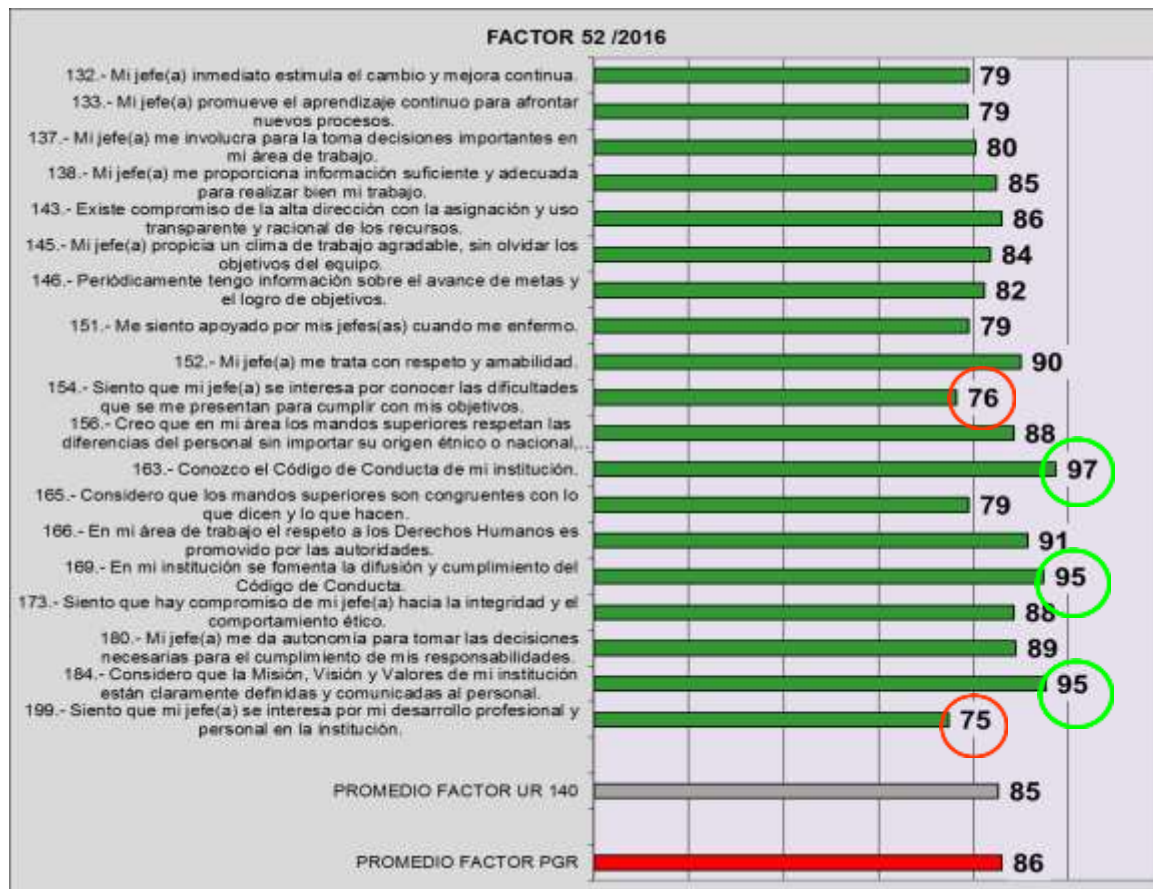 FACTOR 52 /2016
132.- Mi jefe(a) inmediato estimula el cambio y mejora continua.
79
133.- Mi jefe(a) promueve el aprendizaje continuo para afrontar
nuevos procesos.
79
137.- Mi jefe(a) me involucra para la toma decisiones importantes en
mi área de trabajo.
80
138.- Mi jefe(a) me proporciona información suficiente y adecuada
para realizar bien mi trabajo.
85
143.- Existe compromiso de la alta dirección con la asignación y uso
transparente y racional de los recursos.
86
145.- Mi jefe(a) propicia un clima de trabajo agradable, sin olvidar los
objetivos del equipo.
84
146.- Periódicamente tengo información sobre el avance de metas y
el logro de objetivos.
82
151.- Me siento apoyado por mis jefes(as) cuando me enfermo.
79
152.- Mi jefe(a) me trata con respeto y amabilidad.
90
154.- Siento que mi jefe(a) se interesa por conocer las dificultades
que se me presentan para cumplir con mis objetivos.
76
156.- Creo que en mi área los mandos superiores respetan las
diferencias del personal sin importar su origen étnico o nacional,..
88
163.- Conozco el Código de Conducta de mi institución.
97
165.- Considero que los mandos superiores son congruentes con lo
que dicen y lo que hacen.
79
166.- En mi área de trabajo el respeto a los Derechos Humanos es
promovido por las autoridades.
91
169.- En mi institución se fomenta la difusión y cumplimiento del
Código de Conducta.
95
173.- Siento que hay compromiso de mi jefe(a) hacia la integridad y el
comportamiento ético.
88
180.- Mi jefe(a) me da autonomía para tomar las decisiones
necesarias para el cumplimiento de mis responsabilidades.
89
184.- Considero que la Misión, Visión y Valores de mi institución
están claramente definidas y comunicadas al personal.
95
199.- Siento que mi jefe(a) se interesa por mi desarrollo profesional y
personal en la institución.
75
PROMEDIO FACTOR UR 140
85
PROMEDIO FACTOR PGR
86